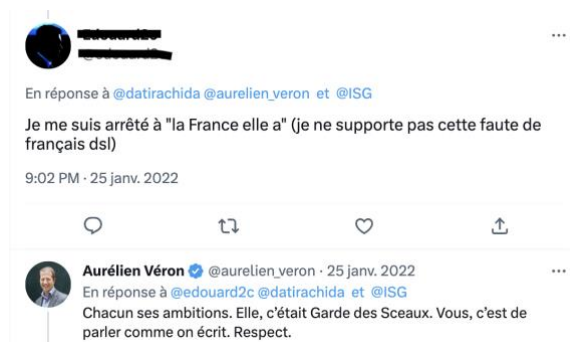 En réponse à @datirachida @aurelien_veron et @ISG
Je me suis arrêté à "la France elle a" (je ne supporte pas cette faute de
français dsl)
9:02 PM · 25 janv. 2022
Aurélien Véron @aurelien_veron · 25 janv. 2022
En réponse à @edouard2c @datirachida et @ISG
Chacun ses ambitions. Elle, c’était Garde des Sceaux. Vous, c’est de
parler comme on écrit. Respect.